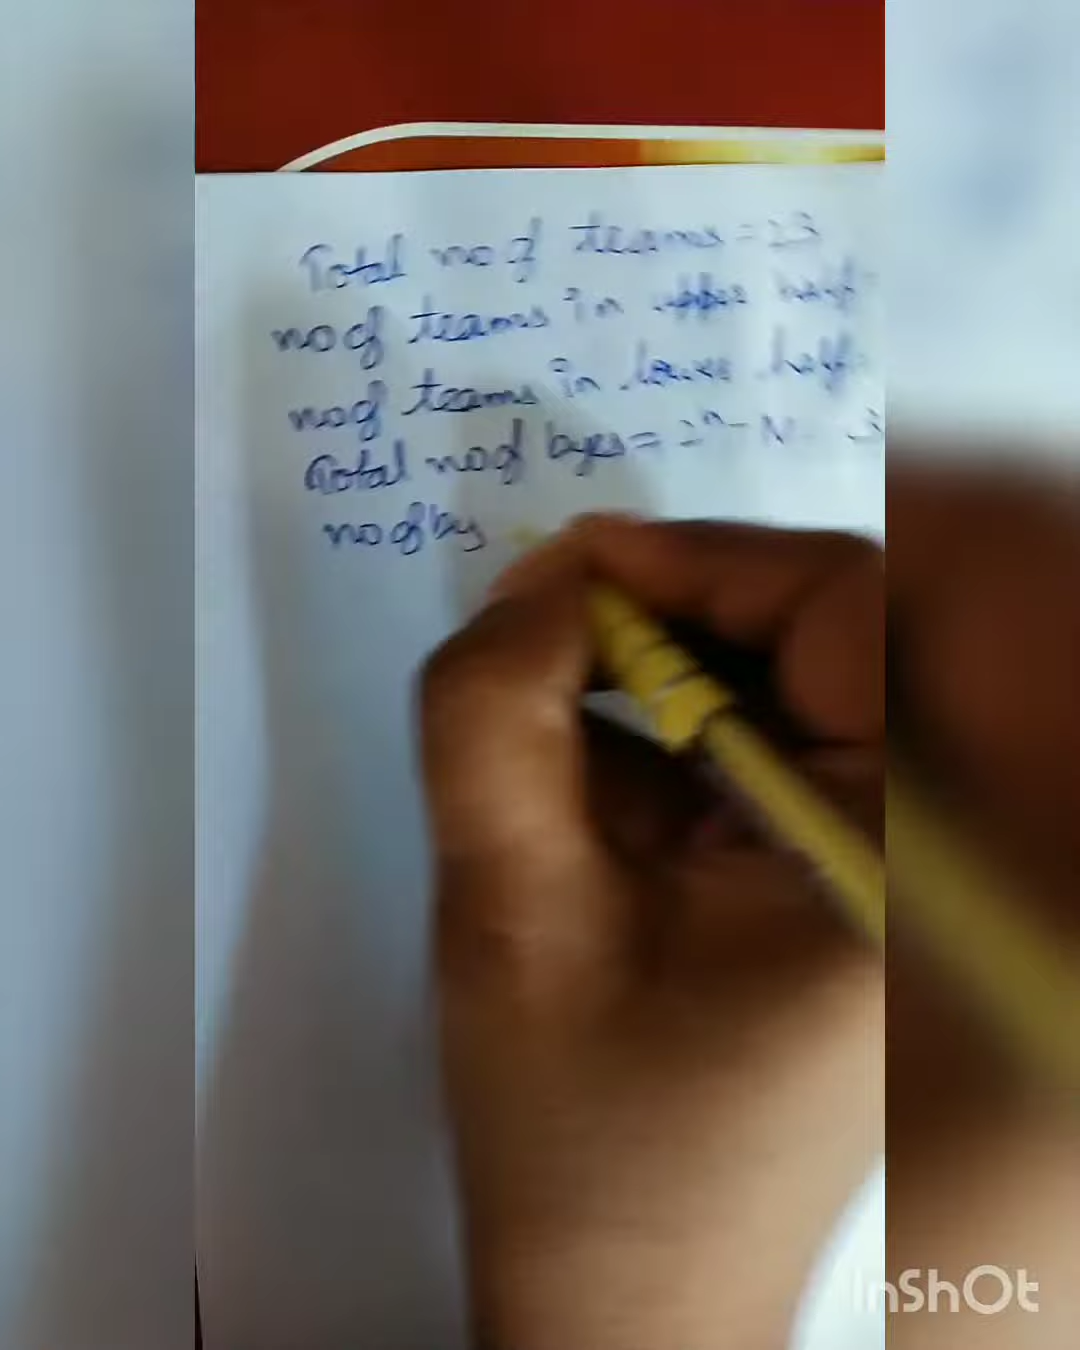 Total no of teams = 23
no of teams in upper half =
no of teams in lower half =
Total no of byes = 2ⁿ - N = 3
no of by
InShOt